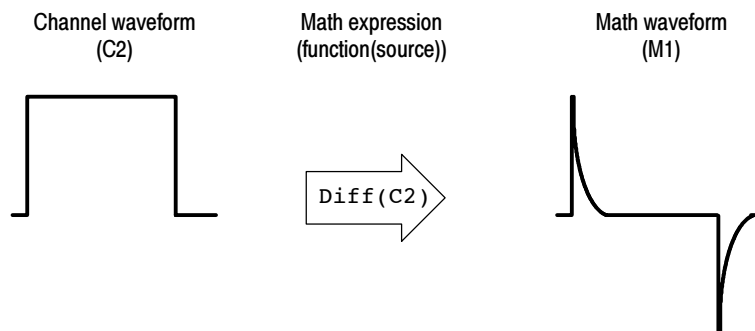 Channel waveform
(C2)
Math expression
(function(source))
Math waveform
(M1)
Diff(C2)